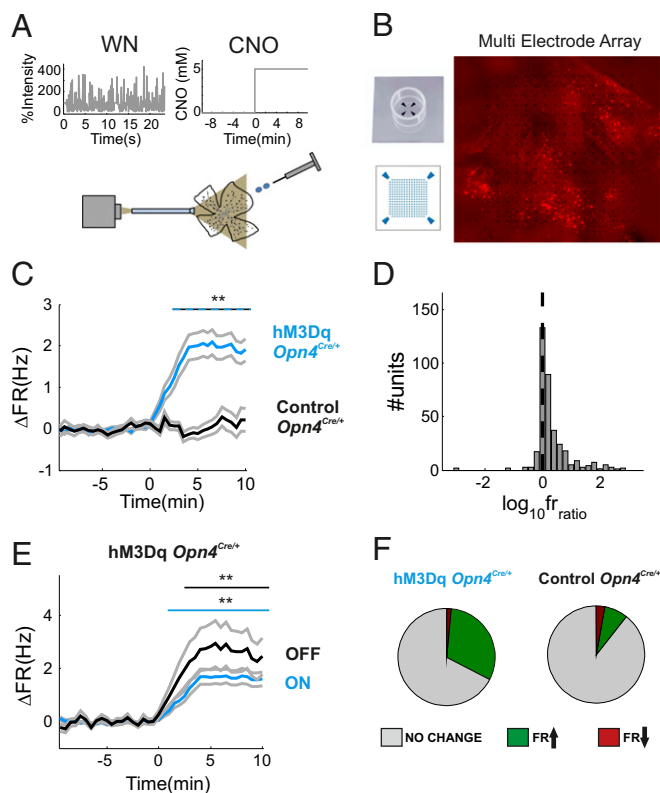 A
WN
CNO
%Intensity
400
200
0
0 5 10 15 20
Time(s)
CNO (mM)
5
0
-8 -4 0 4 8
Time(min)
B
Multi Electrode Array
C
**
3
2
1
0
-1
ΔFR(Hz)
-5 0 5 10
Time(min)
hM3Dq
Opn4Cre/+
Control
Opn4Cre/+
D
150
100
50
0
#units
-2 0 2
log10frratio
E
hM3Dq Opn4Cre/+
**
**
4
2
0
ΔFR(Hz)
-5 0 5 10
Time(min)
OFF
ON
F
hM3Dq Opn4Cre/+
Control Opn4Cre/+
NO CHANGE
FR
FR